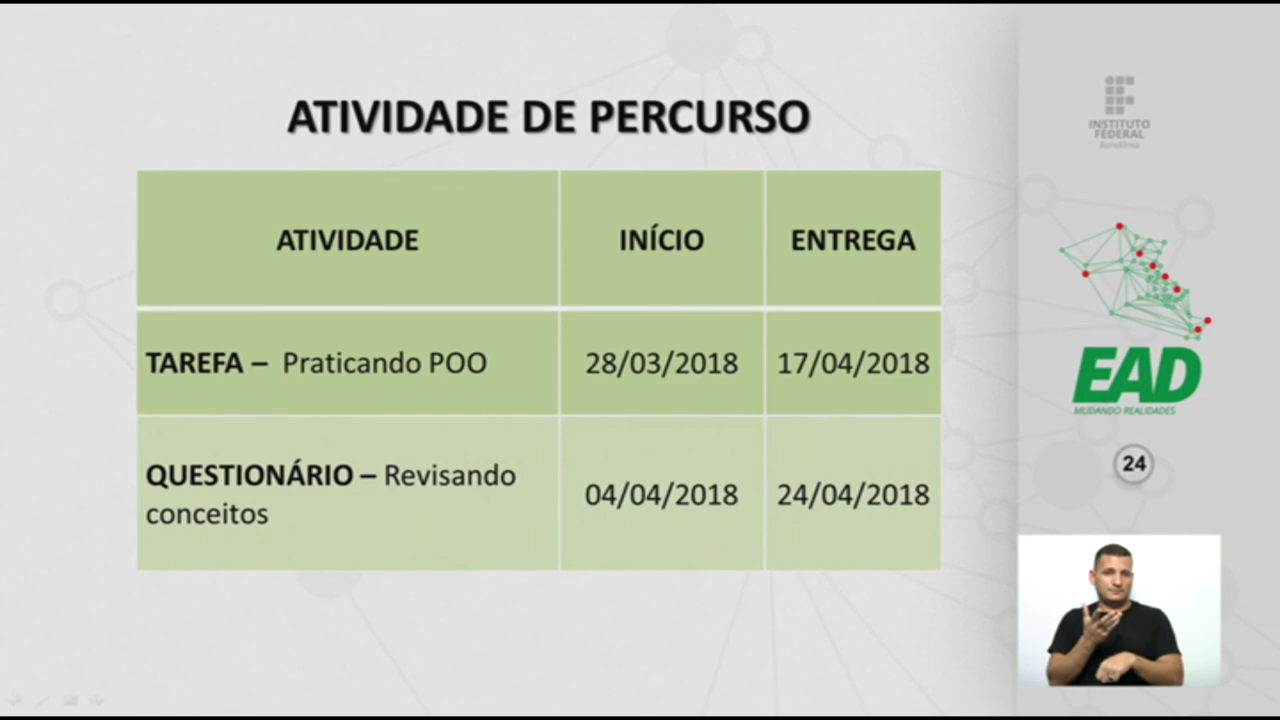 ATIVIDADE DE PERCURSO
ATIVIDADE INÍCIO ENTREGA
TAREFA – Praticando POO 28/03/2018 17/04/2018
QUESTIONÁRIO – Revisando
conceitos 04/04/2018 24/04/2018
INSTITUTO
FEDERAL
Rondônia
EAD
MUDANDO REALIDADES
24